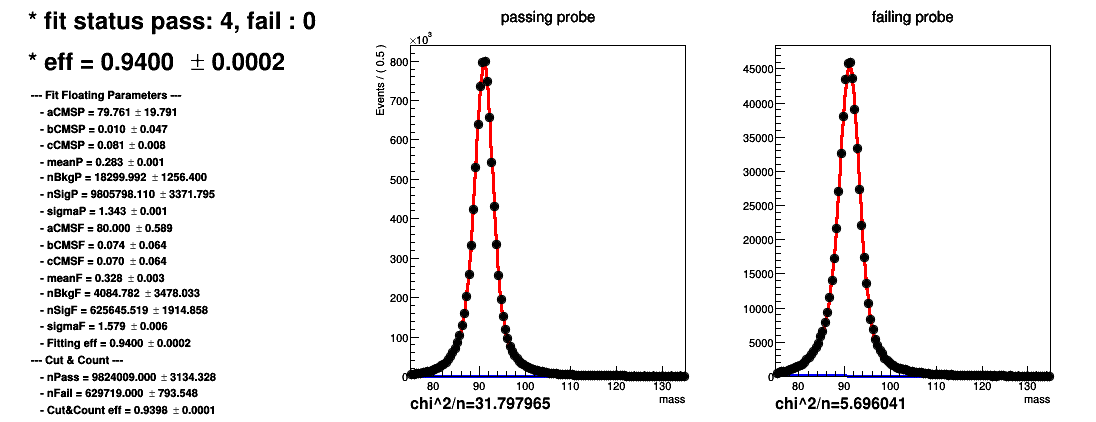 * fit status pass: 4, fail : 0
* eff = 0.9400 ± 0.0002
--- Fit Floating Parameters ---
- aCMSP = 79.761 ± 19.791
- bCMSP = 0.010 ± 0.047
- cCMSP = 0.081 ± 0.008
- meanP = 0.283 ± 0.001
- nBkgP = 18299.992 ± 1256.400
- nSigP = 9805798.110 ± 3371.795
- sigmaP = 1.343 ± 0.001
- aCMSF = 80.000 ± 0.589
- bCMSF = 0.074 ± 0.064
- cCMSF = 0.070 ± 0.064
- meanF = 0.328 ± 0.003
- nBkgF = 4084.782 ± 3478.033
- nSigF = 625645.519 ± 1914.858
- sigmaF = 1.579 ± 0.006
- Fitting eff = 0.9400 ± 0.0002
--- Cut & Count ---
- nPass = 9824009.000 ± 3134.328
- nFail = 629719.000 ± 793.548
- Cut&Count eff = 0.9398 ± 0.0001
passing probe
×10³
Events / ( 0.5 )
800
700
600
500
400
300
200
100
0
80 90 100 110 120 130
mass
chi^2/n=31.797965
failing probe
45000
40000
35000
30000
25000
20000
15000
10000
5000
0
80 90 100 110 120 130
mass
chi^2/n=5.696041